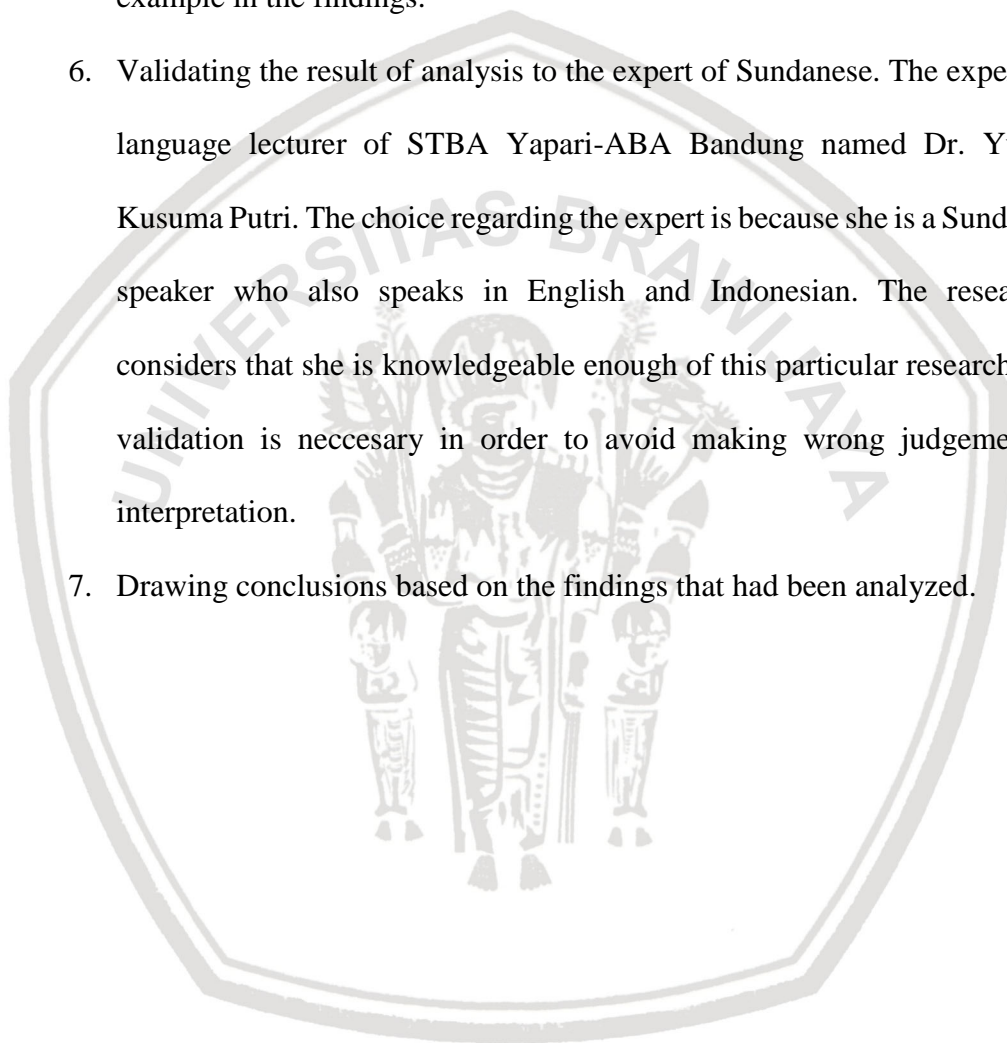 example in the findings.
6. Validating the result of analysis to the expert of Sundanese. The
language lecturer of STBA Yapari-ABA Bandung named Dr.
Kusuma Putri. The choice regarding the expert is because she is a
speaker who also speaks in English and Indonesian. The
considers that she is knowledgeable enough of this particular research
validation is neccesary in order to avoid making wrong
interpretation.
7. Drawing conclusions based on the findings that had been analyzed.
UNIVERSITAS BRAWIJAYA